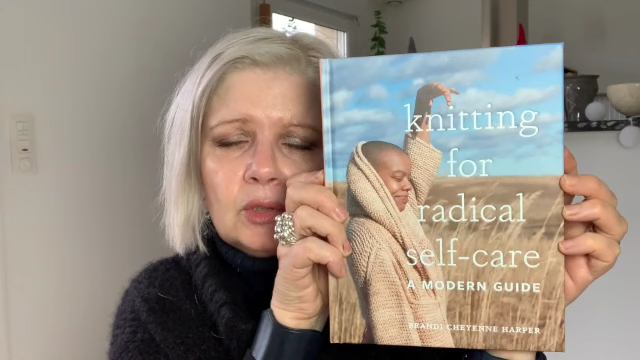 knitting
for
radical
self-care
A MODERN GUIDE
BRANDI CHEYENNE HARPER